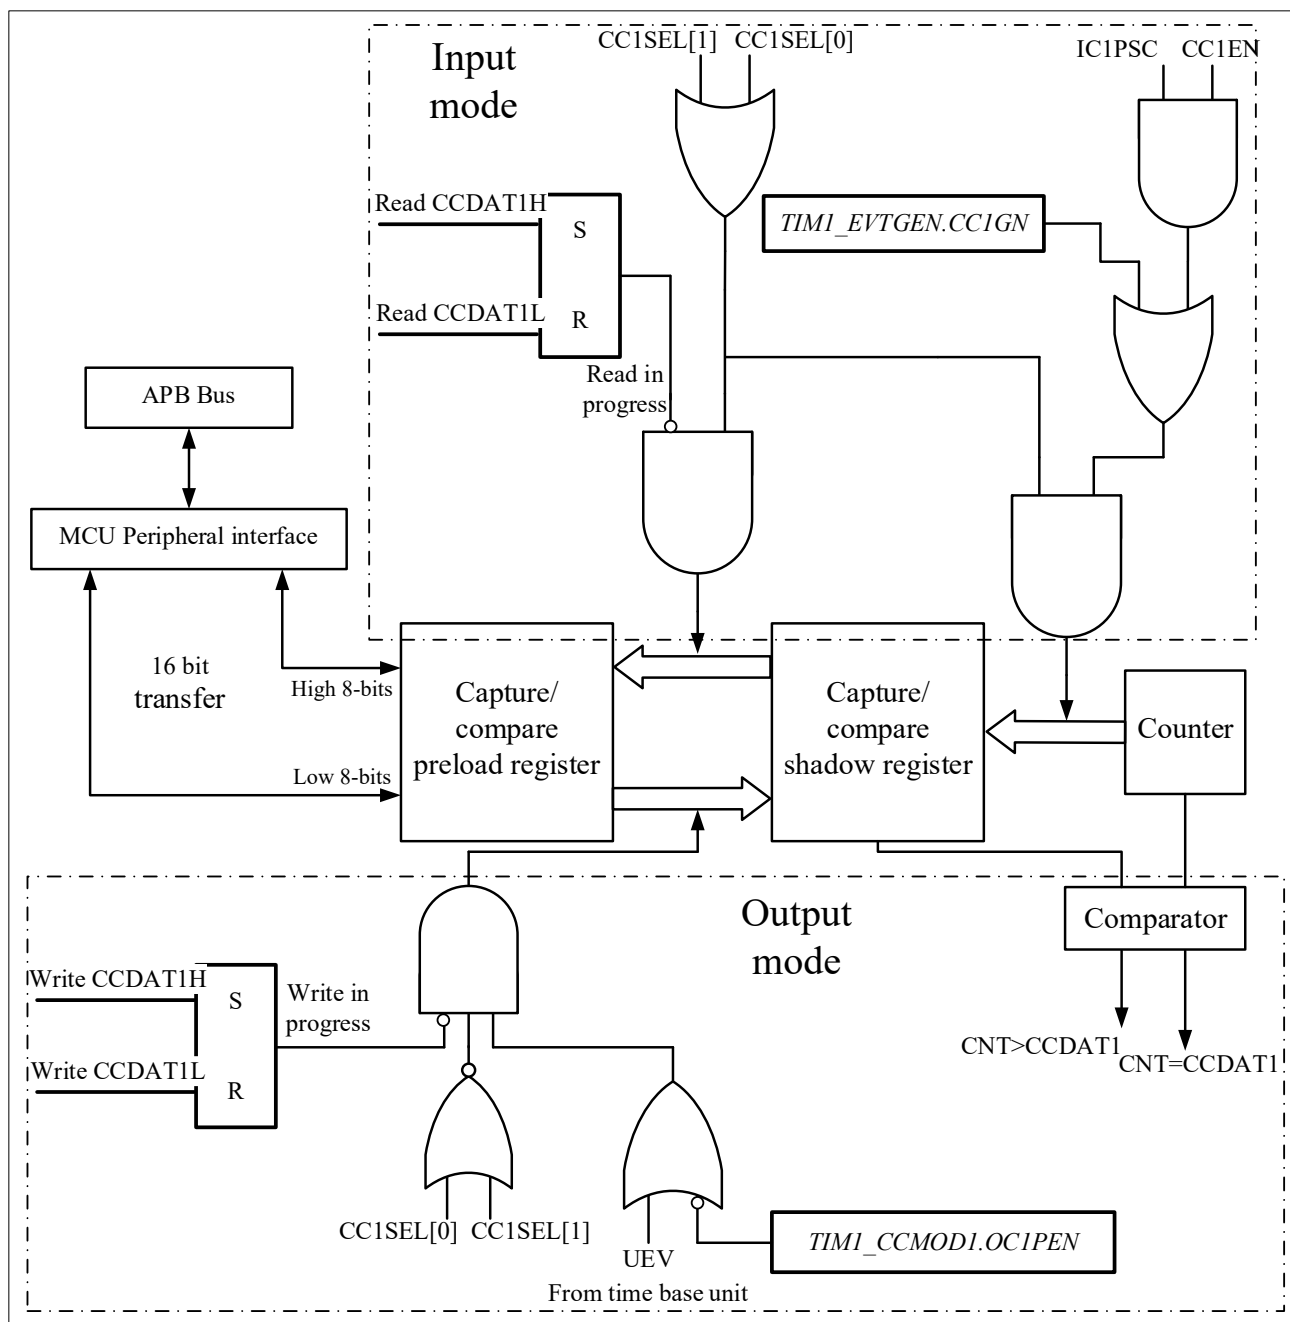 CC1SEL[1] CC1SEL[0]
IC1PSC CC1EN
Input
mode
Read CCDAT1H
S
TIM1_EVTGEN.CC1GN
Read CCDAT1L
R
Read in
progress
APB Bus
MCU Peripheral interface
16 bit
transfer
High 8-bits
Low 8-bits
Capture/
compare
preload register
Capture/
compare
shadow register
Counter
Output
mode
Comparator
Write CCDAT1H
S
Write in
progress
Write CCDAT1L
R
CNT>CCDAT1
CNT=CCDAT1
CC1SEL[0] CC1SEL[1]
UEV
TIM1_CCMOD1.OC1PEN
From time base unit